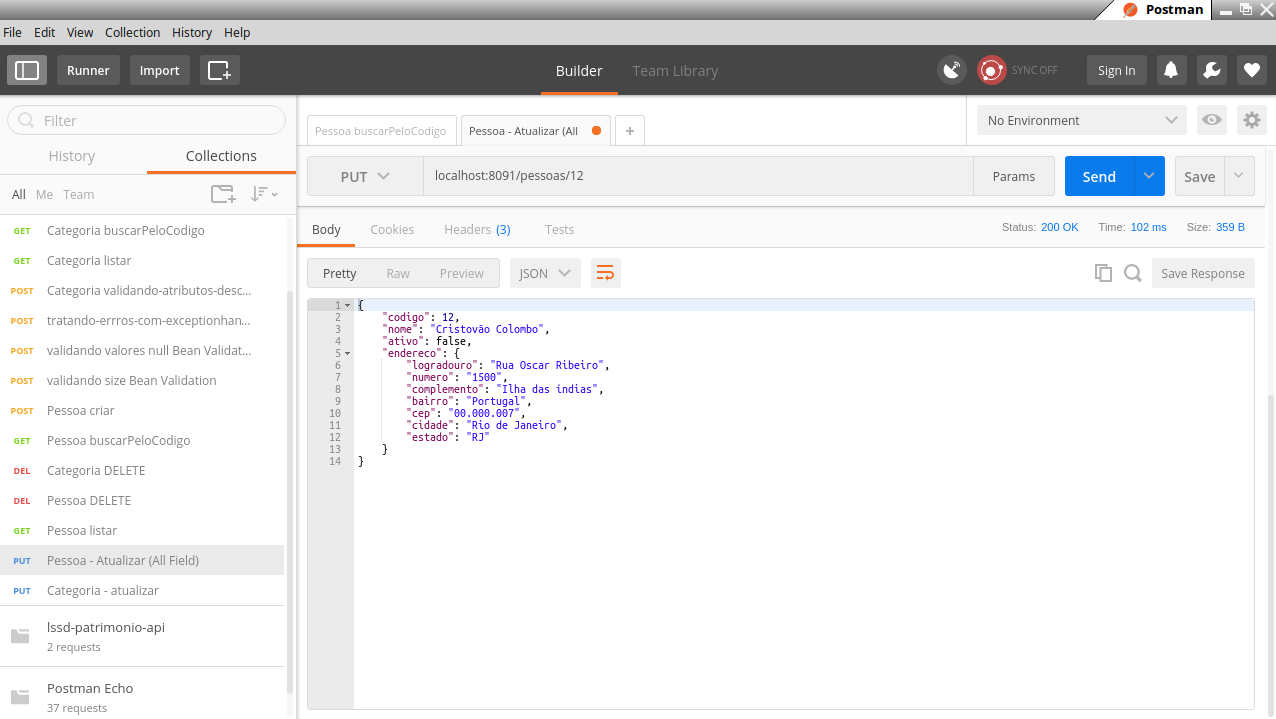 Postman
File Edit View Collection History Help
Runner Import Builder Team Library SYNC OFF Sign In
Filter
History Collections
All Me Team
GET Categoria buscarPeloCodigo
GET Categoria listar
POST Categoria validando-atributos-desc...
POST tratando-errros-com-exceptionhan...
POST validando valores null Bean Validat...
POST validando size Bean Validation
POST Pessoa criar
GET Pessoa buscarPeloCodigo
DEL Categoria DELETE
DEL Pessoa DELETE
GET Pessoa listar
PUT Pessoa - Atualizar (All Field)
PUT Categoria - atualizar
lssd-patrimonio-api
2 requests
Postman Echo
37 requests
Pessoa buscarPeloCodigo Pessoa - Atualizar (All + No Environment
PUT localhost:8091/pessoas/12 Params Send Save
Body Cookies Headers (3) Tests Status: 200 OK Time: 102 ms Size: 359 B
Pretty Raw Preview JSON Save Response
1 {
2 "codigo": 12,
3 "nome": "Cristovão Colombo",
4 "ativo": false,
5 "endereco": {
6 "logradouro": "Rua Oscar Ribeiro",
7 "numero": "1500",
8 "complemento": "Ilha das indias",
9 "bairro": "Portugal",
10 "cep": "00.000.007",
11 "cidade": "Rio de Janeiro",
12 "estado": "RJ"
13 }
14 }